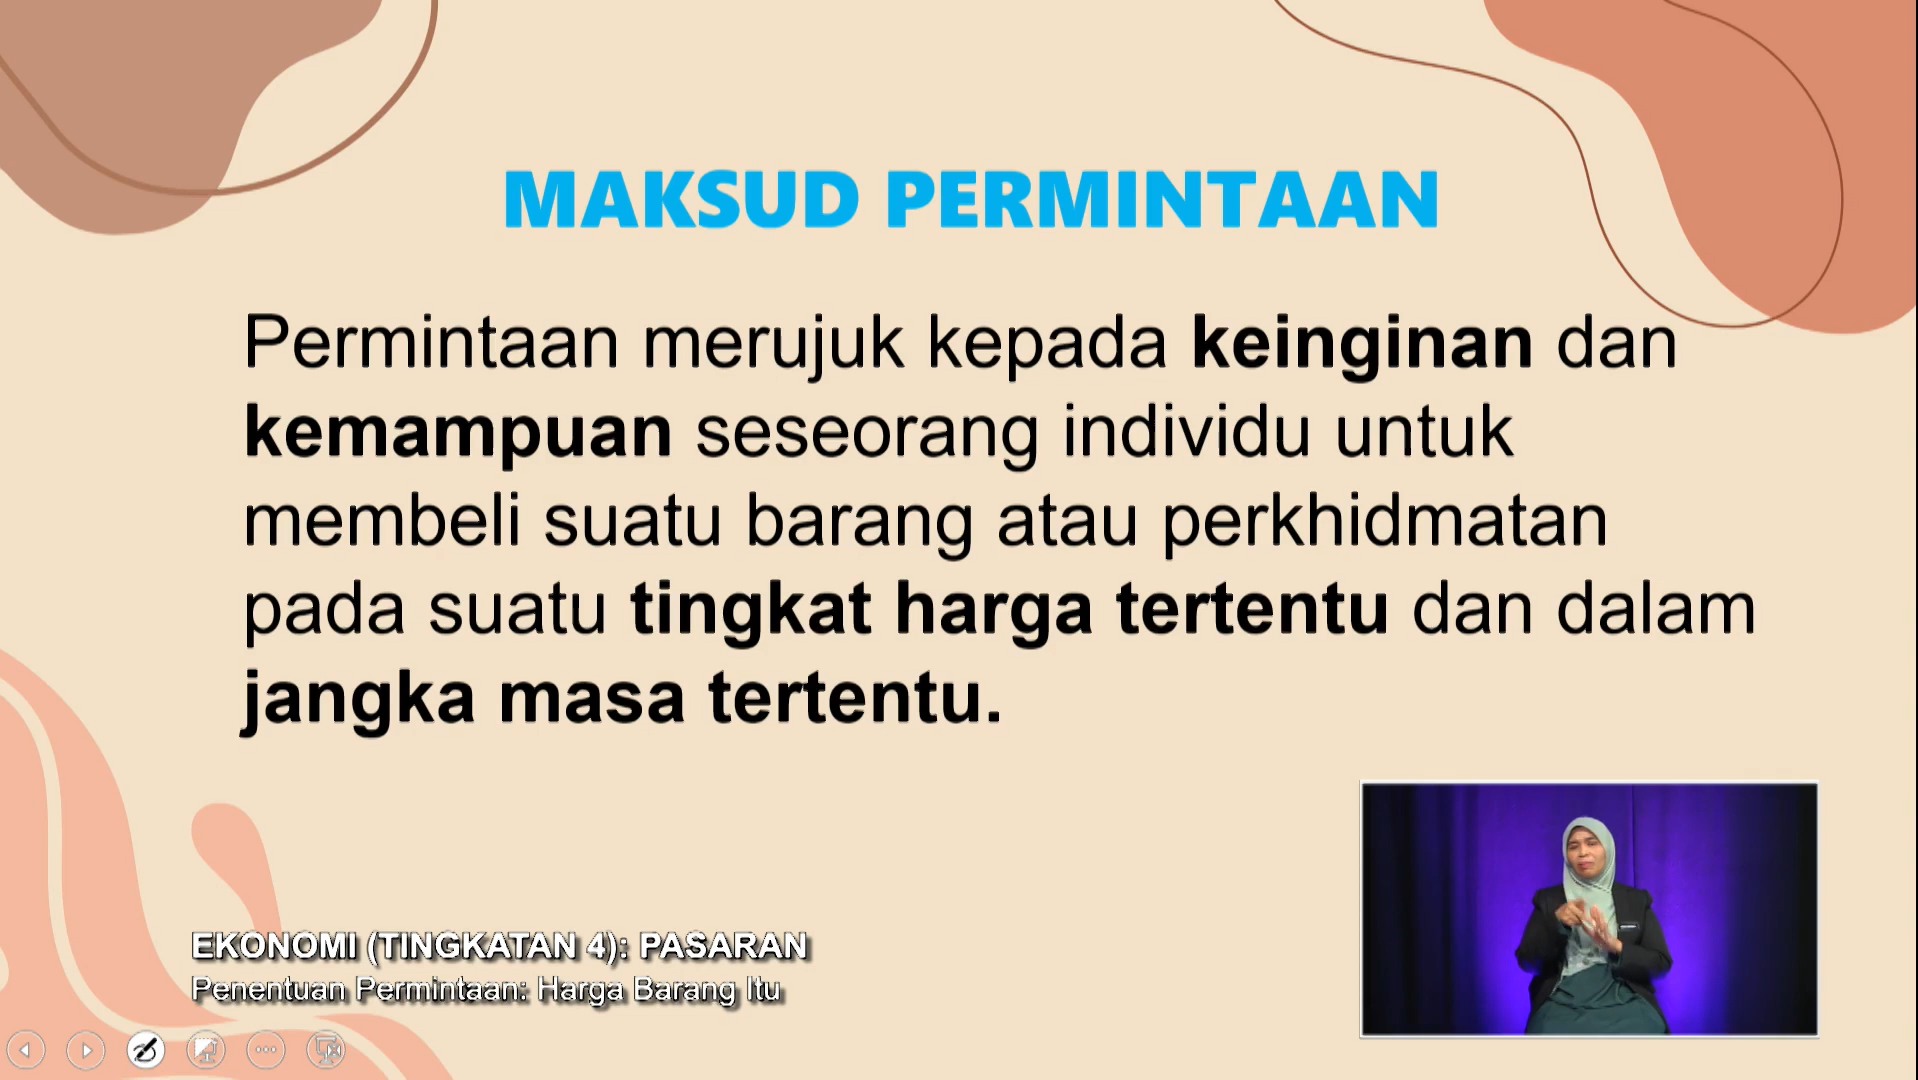 MAKSUD PERMINTAAN
Permintaan merujuk kepada keinginan dan
kemampuan seseorang individu untuk
membeli suatu barang atau perkhidmatan
pada suatu tingkat harga tertentu dan dalam
jangka masa tertentu.
EKONOMI (TINGKATAN 4): PASARAN
Penentuan Permintaan: Harga Barang Itu